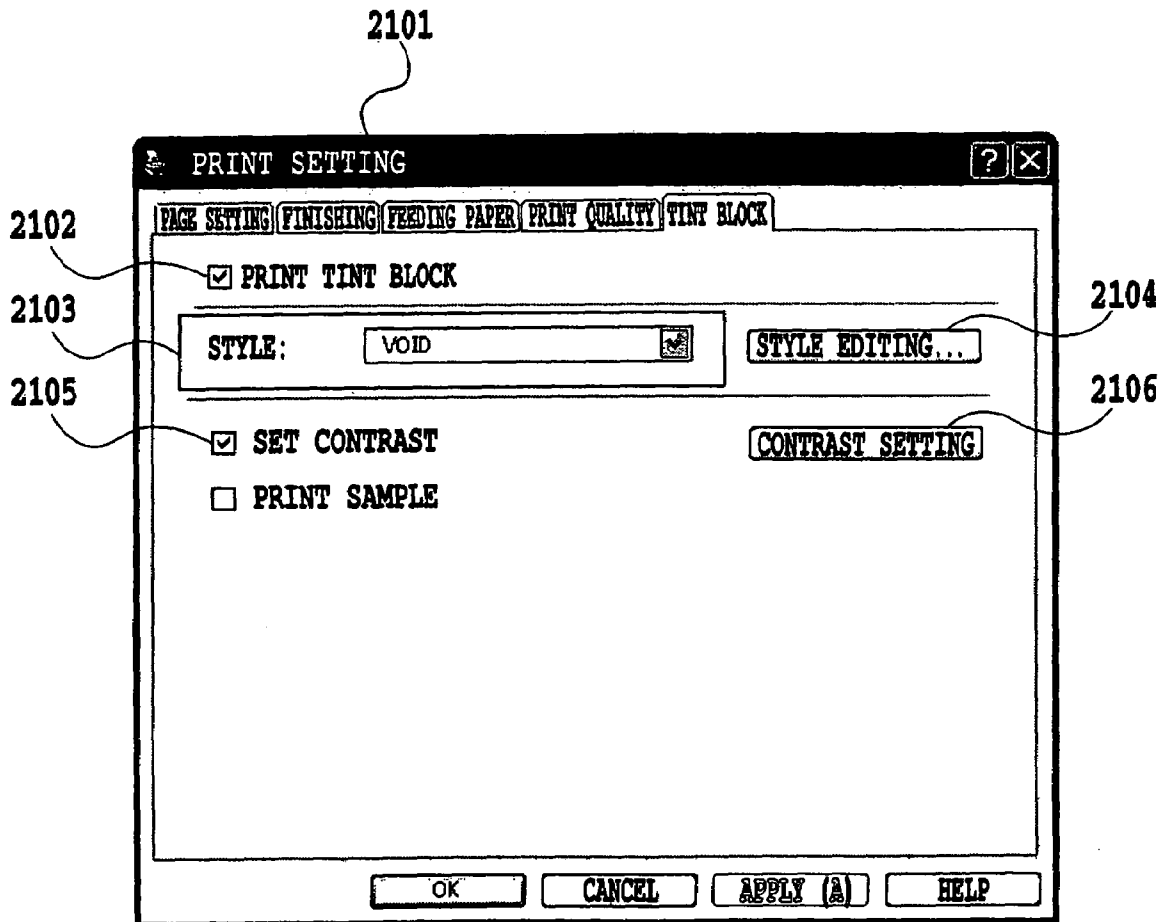 2101
PRINT SETTING
PAGE SETTING FINISHING FEEDING PAPER PRINT QUALITY TINT BLOCK
2102
PRINT TINT BLOCK
2103
STYLE: VOID
STYLE EDITING...
2104
2105
SET CONTRAST
CONTRAST SETTING
2106
PRINT SAMPLE
OK CANCEL APPLY (A) HELP